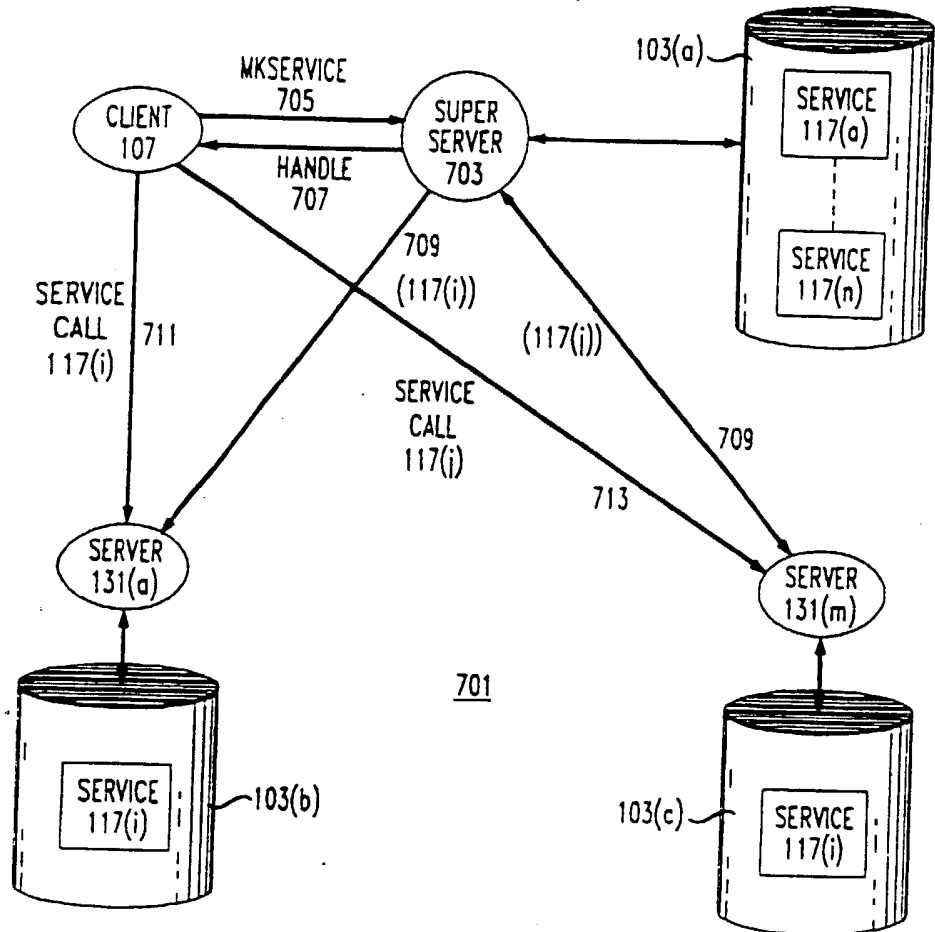 MKSERVICE
705
CLIENT
107
SUPER
SERVER
703
HANDLE
707
103(a)
SERVICE
117(a)
SERVICE
117(n)
709
(117(i))
(117(j))
SERVICE
CALL
117(i)
711
SERVICE
CALL
117(j)
713
709
SERVER
131(a)
SERVER
131(m)
701
SERVICE
117(i)
103(b)
103(c)
SERVICE
117(i)